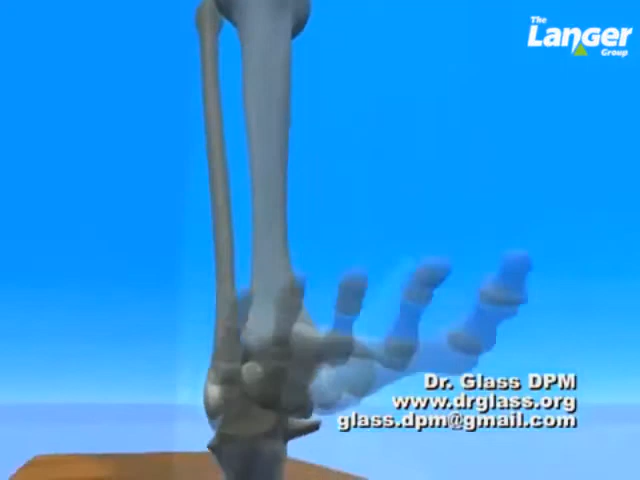 The
Langer
Group
Dr. Glass DPM
www.drglass.org
glass.dpm@gmail.com